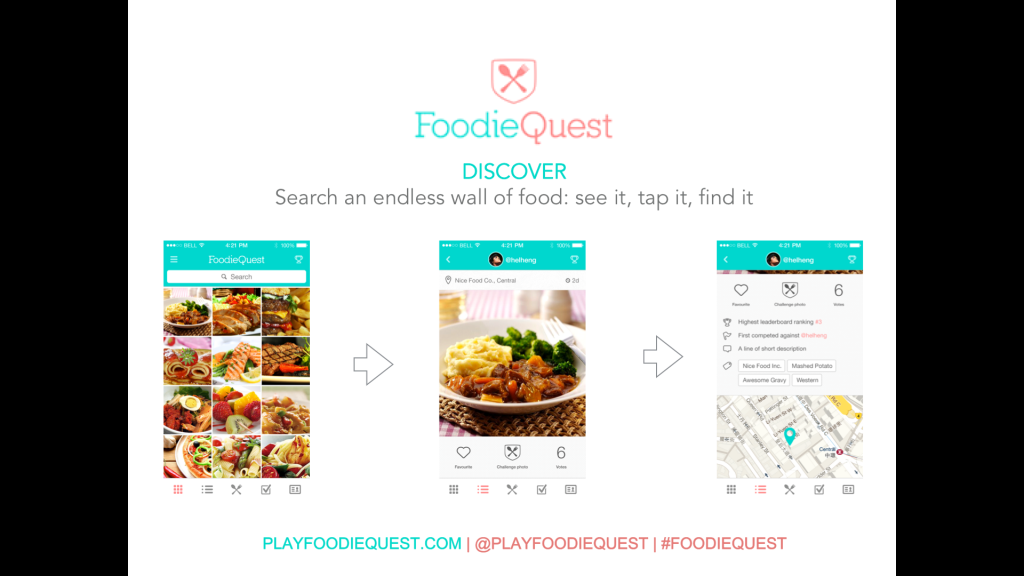 FoodieQuest
DISCOVER
Search an endless wall of food: see it, tap it, find it
BELL 4:21 PM 100%
FoodieQuest
Search
BELL 4:21 PM 100%
@helheng
Nice Food Co., Central 2d
Favourite Challenge photo 6 Votes
BELL 4:21 PM 100%
@helheng
6
Favourite Challenge photo Votes
Highest leaderboard ranking #3
First competed against @helheng
A line of short description
Nice Food Inc. Mashed Potato
Awesome Gravy Western
Central
中環
PLAYFOODIEQUEST.COM | @PLAYFOODIEQUEST | #FOODIEQUEST